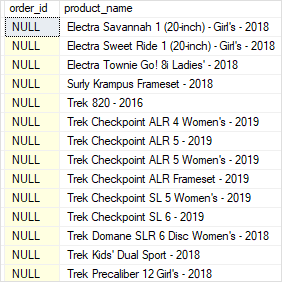 order_id product_name
NULL Electra Savannah 1 (20-inch) - Girl's - 2018
NULL Electra Sweet Ride 1 (20-inch) - Girl's - 2018
NULL Electra Townie Go! 8i Ladies' - 2018
NULL Surly Krampus Frameset - 2018
NULL Trek 820 - 2016
NULL Trek Checkpoint ALR 4 Women's - 2019
NULL Trek Checkpoint ALR 5 - 2019
NULL Trek Checkpoint ALR 5 Women's - 2019
NULL Trek Checkpoint ALR Frameset - 2019
NULL Trek Checkpoint SL 5 Women's - 2019
NULL Trek Checkpoint SL 6 - 2019
NULL Trek Domane SLR 6 Disc Women's - 2018
NULL Trek Kids' Dual Sport - 2018
NULL Trek Precaliber 12 Girl's - 2018